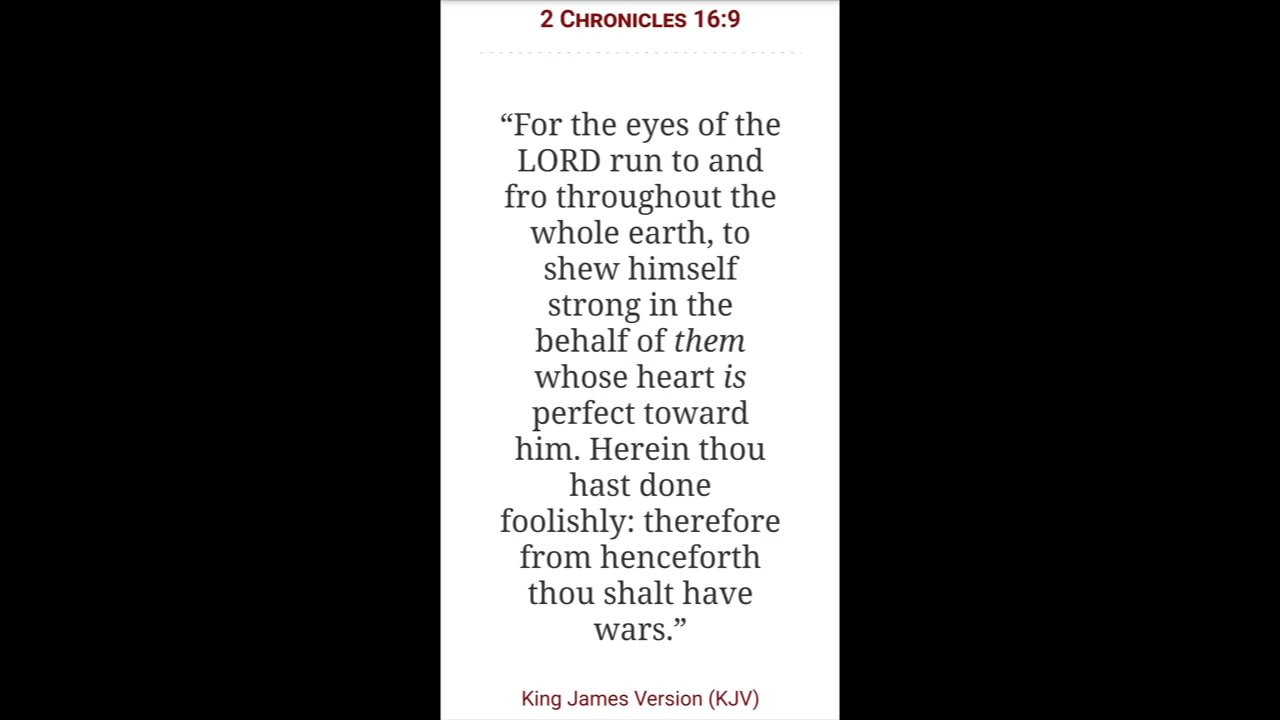 2 Chronicles 16:9
“For the eyes of the
LORD run to and
fro throughout the
whole earth, to
shew himself
strong in the
behalf of them
whose heart is
perfect toward
him. Herein thou
hast done
foolishly: therefore
from henceforth
thou shalt have
wars.”
King James Version (KJV)